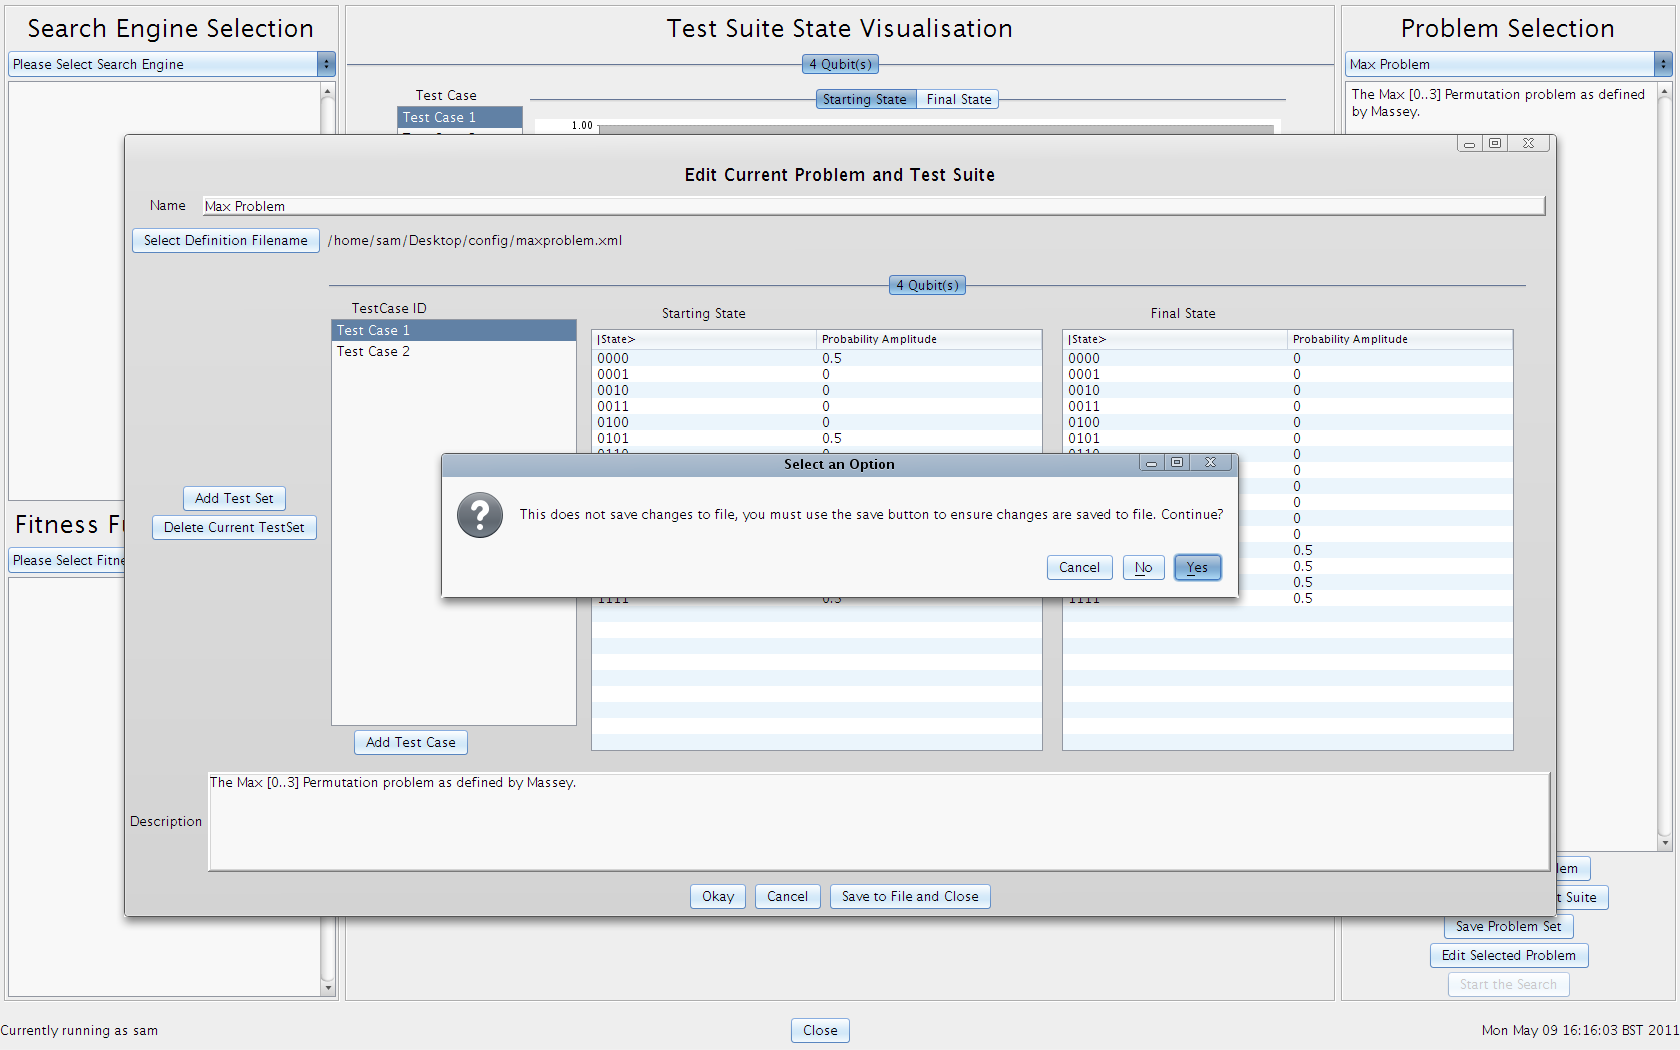 Search Engine Selection
Please Select Search Engine
Test Suite State Visualisation
4 Qubit(s)
Test Case
Test Case 1
Starting State
Final State
1.00
Problem Selection
Max Problem
The Max [0..3] Permutation problem as defined
by Massey.
Edit Current Problem and Test Suite
Name
Max Problem
Select Definition Filename
/home/sam/Desktop/config/maxproblem.xml
4 Qubit(s)
TestCase ID
Test Case 1
Test Case 2
Starting State
|State> Probability Amplitude
0000 0.5
0001 0
0010 0
0011 0
0100 0
0101 0.5
1111 0.5
Final State
|State> Probability Amplitude
0000 0
0001 0
0010 0
0011 0
0100 0
0101 0
0110 0
0
0
0
0
0
0.5
0.5
0.5
1111 0.5
Add Test Set
Delete Current TestSet
Select an Option
This does not save changes to file, you must use the save button to ensure changes are saved to file. Continue?
Cancel
No
Yes
Add Test Case
Description
The Max [0..3] Permutation problem as defined by Massey.
Okay
Cancel
Save to File and Close
Fitness F
Please Select Fitne
lem
t Suite
Save Problem Set
Edit Selected Problem
Start the Search
Currently running as sam
Close
Mon May 09 16:16:03 BST 2011